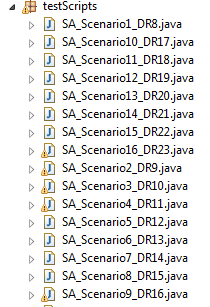 testScripts
SA_Scenario1_DR8.java
SA_Scenario10_DR17.java
SA_Scenario11_DR18.java
SA_Scenario12_DR19.java
SA_Scenario13_DR20.java
SA_Scenario14_DR21.java
SA_Scenario15_DR22.java
SA_Scenario16_DR23.java
SA_Scenario2_DR9.java
SA_Scenario3_DR10.java
SA_Scenario4_DR11.java
SA_Scenario5_DR12.java
SA_Scenario6_DR13.java
SA_Scenario7_DR14.java
SA_Scenario8_DR15.java
SA_Scenario9_DR16.java